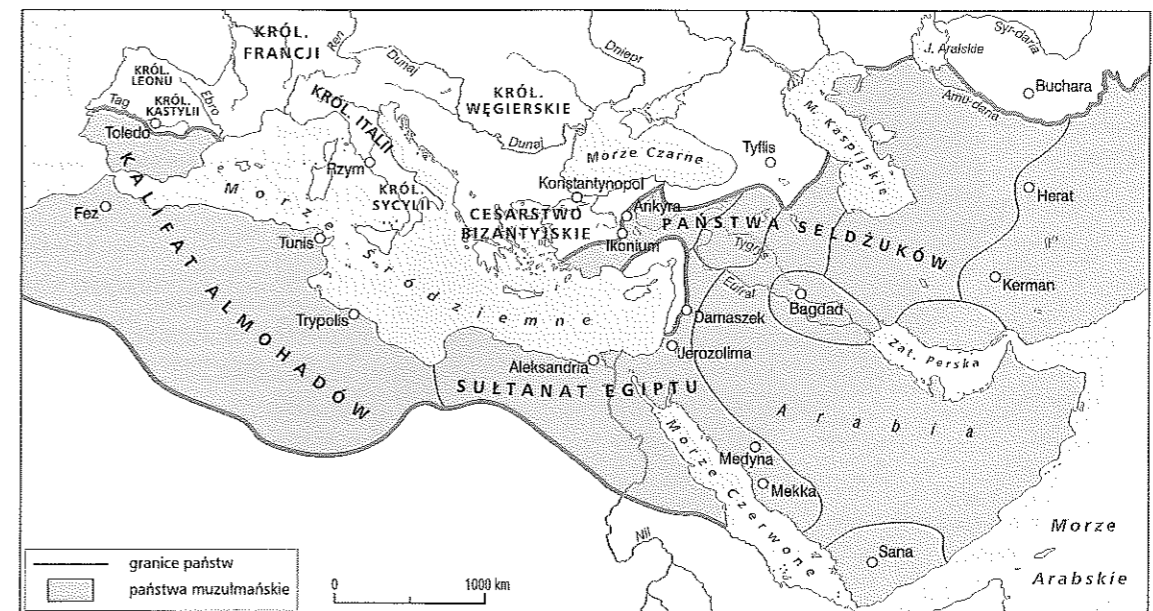 KRÓL.
FRANCJI
Ren
Dunaj
Dniepr
Syr-daria
J. Aralskie
Buchara
Amu-daria
KRÓL.
LEONU
KRÓL.
KASTYLII
Ebro
Tag
Toledo
KRÓL. ITALII
KRÓL.
WĘGIERSKIE
Dunaj
M. Kaspijskie
Morze Czarne
Tyflis
Rzym
KRÓL.
SYCYLII
Konstantynopol
CESARSTWO
BIZANTYJSKIE
Ankyra
Ikonium
PAŃSTWA SELDŻUKÓW
Tygrys
Eufrat
Herat
Kerman
Bagdad
Zat. Perska
Fez
Tunis
Trypolis
KALIFAT ALMOHADÓW
Morze Śródziemne
Damaszek
Jerozolima
Aleksandria
SUŁTANAT EGIPTU
Arabia
Medyna
Mekka
Morze Czerwone
Nil
Sana
Morze
Arabskie
granice państw
państwa muzułmańskie
0 1000 km